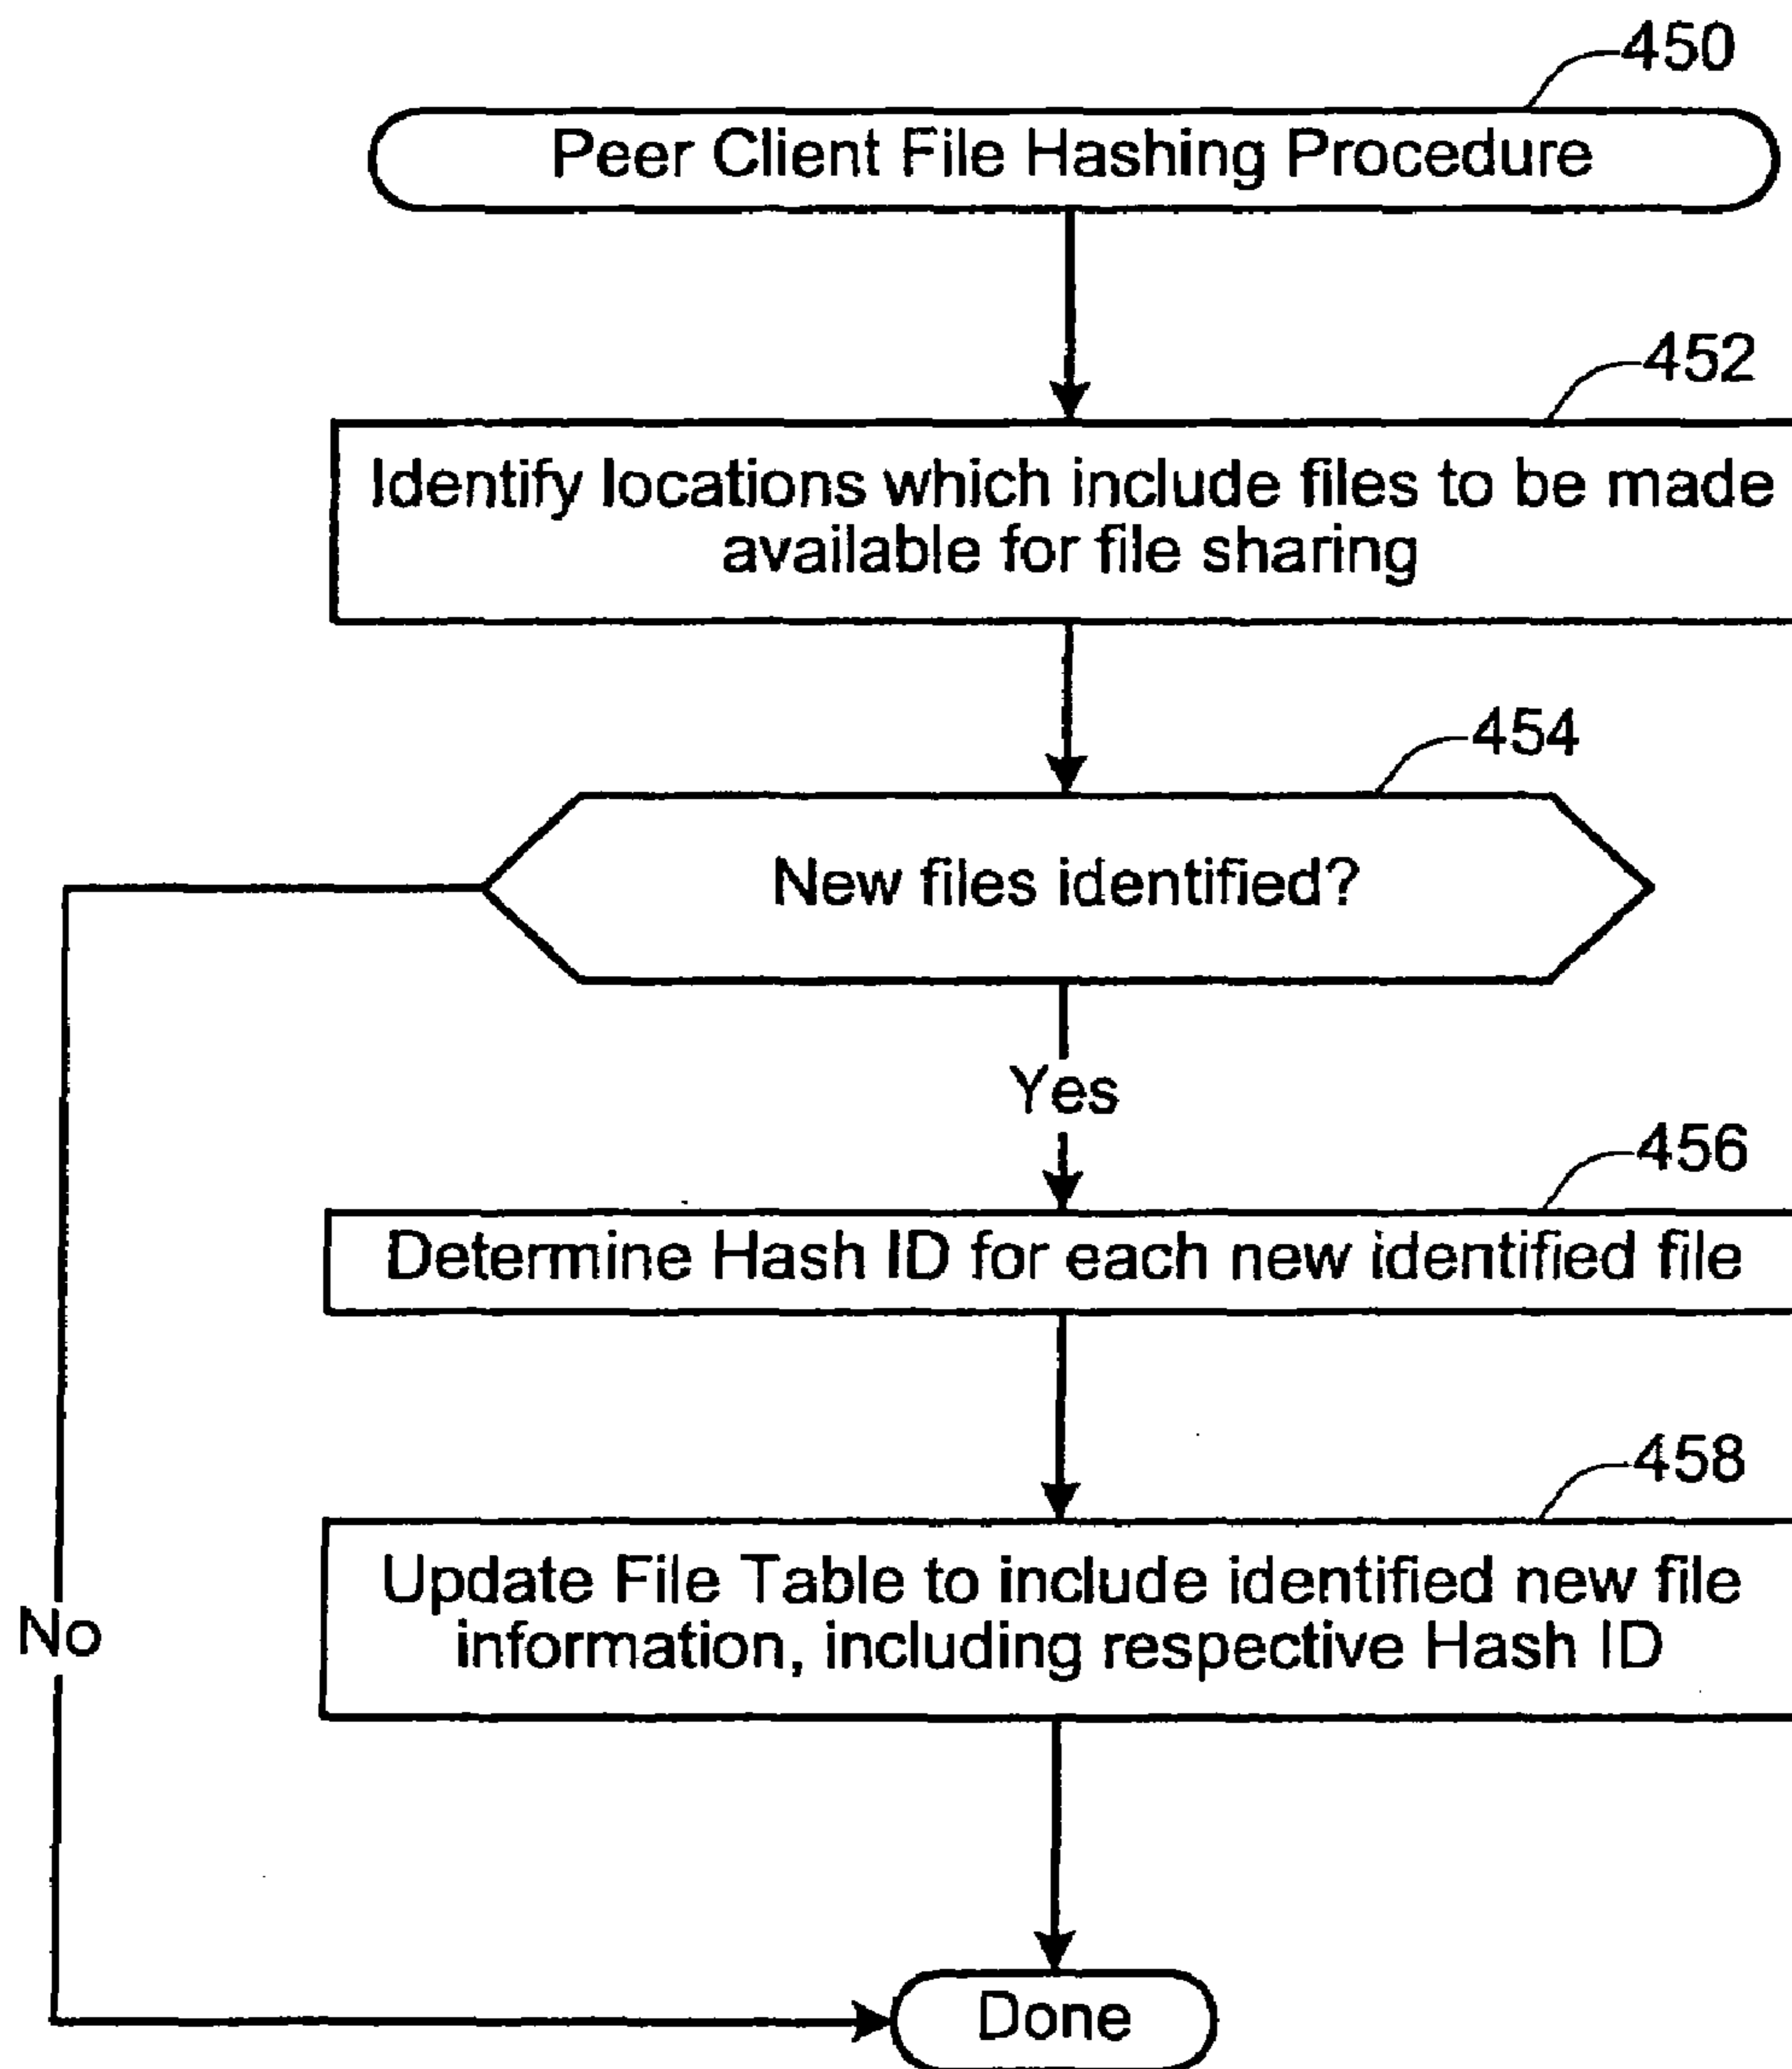 450
Peer Client File Hashing Procedure
452
Identify locations which include files to be made
available for file sharing
454
New files identified?
Yes
456
Determine Hash ID for each new identified file
458
Update File Table to include identified new file
information, including respective Hash ID
No
Done